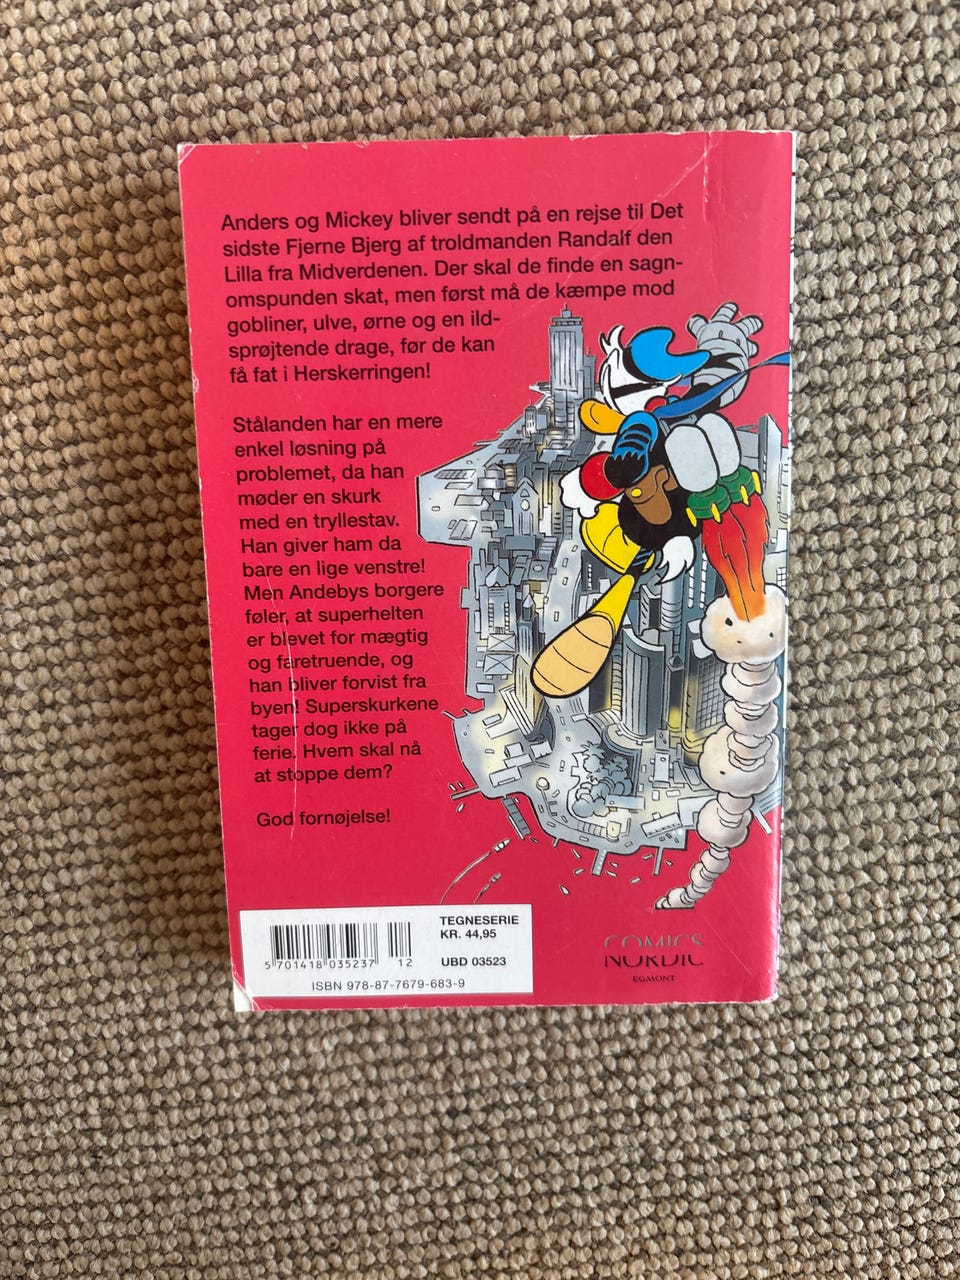 Anders og Mickey bliver sendt på en rejse til Det
sidste Fjerne Bjerg af troldmanden Randalf den
Lilla fra Midverdenen. Der skal de finde en sagn-
omspunden skat, men først må de kæmpe mod
gobliner, ulve, ørne og en ild-
sprøjtende drage, før de kan
få fat i Herskerringen!
Stålanden har en mere
enkel løsning på
problemet, da han
møder en skurk
med en tryllestav.
Han giver ham da
bare en lige venstre!
Men Andebys borgere
føler, at superhelten
er blevet for mægtig
og faretruende, og
han bliver forvist fra
byen! Superskurkene
tager dog ikke på
ferie. Hvem skal nå
at stoppe dem?
God fornøjelse!
TEGNESERIE
KR. 44,95
UBD 03523
5 701418 035237 12
ISBN 978-87-7679-683-9
COMICS
NORDIC
EGMONT